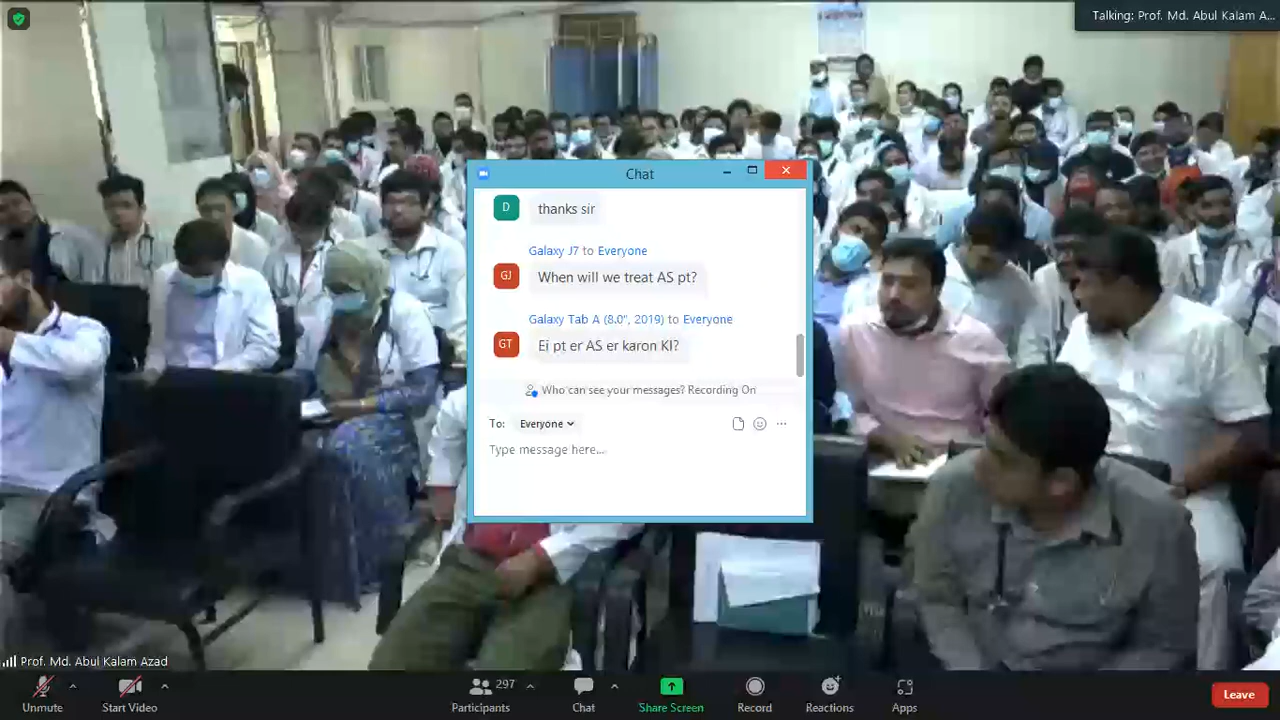 Talking: Prof. Md. Abul Kalam A...
Chat
D
thanks sir
Galaxy J7 to Everyone
GJ
When will we treat AS pt?
Galaxy Tab A (8.0", 2019) to Everyone
GT
Ei pt er AS er karon KI?
Who can see your messages? Recording On
To: Everyone
Type message here...
Prof. Md. Abul Kalam Azad
Unmute
Start Video
297
Participants
Chat
Share Screen
Record
Reactions
Apps
Leave